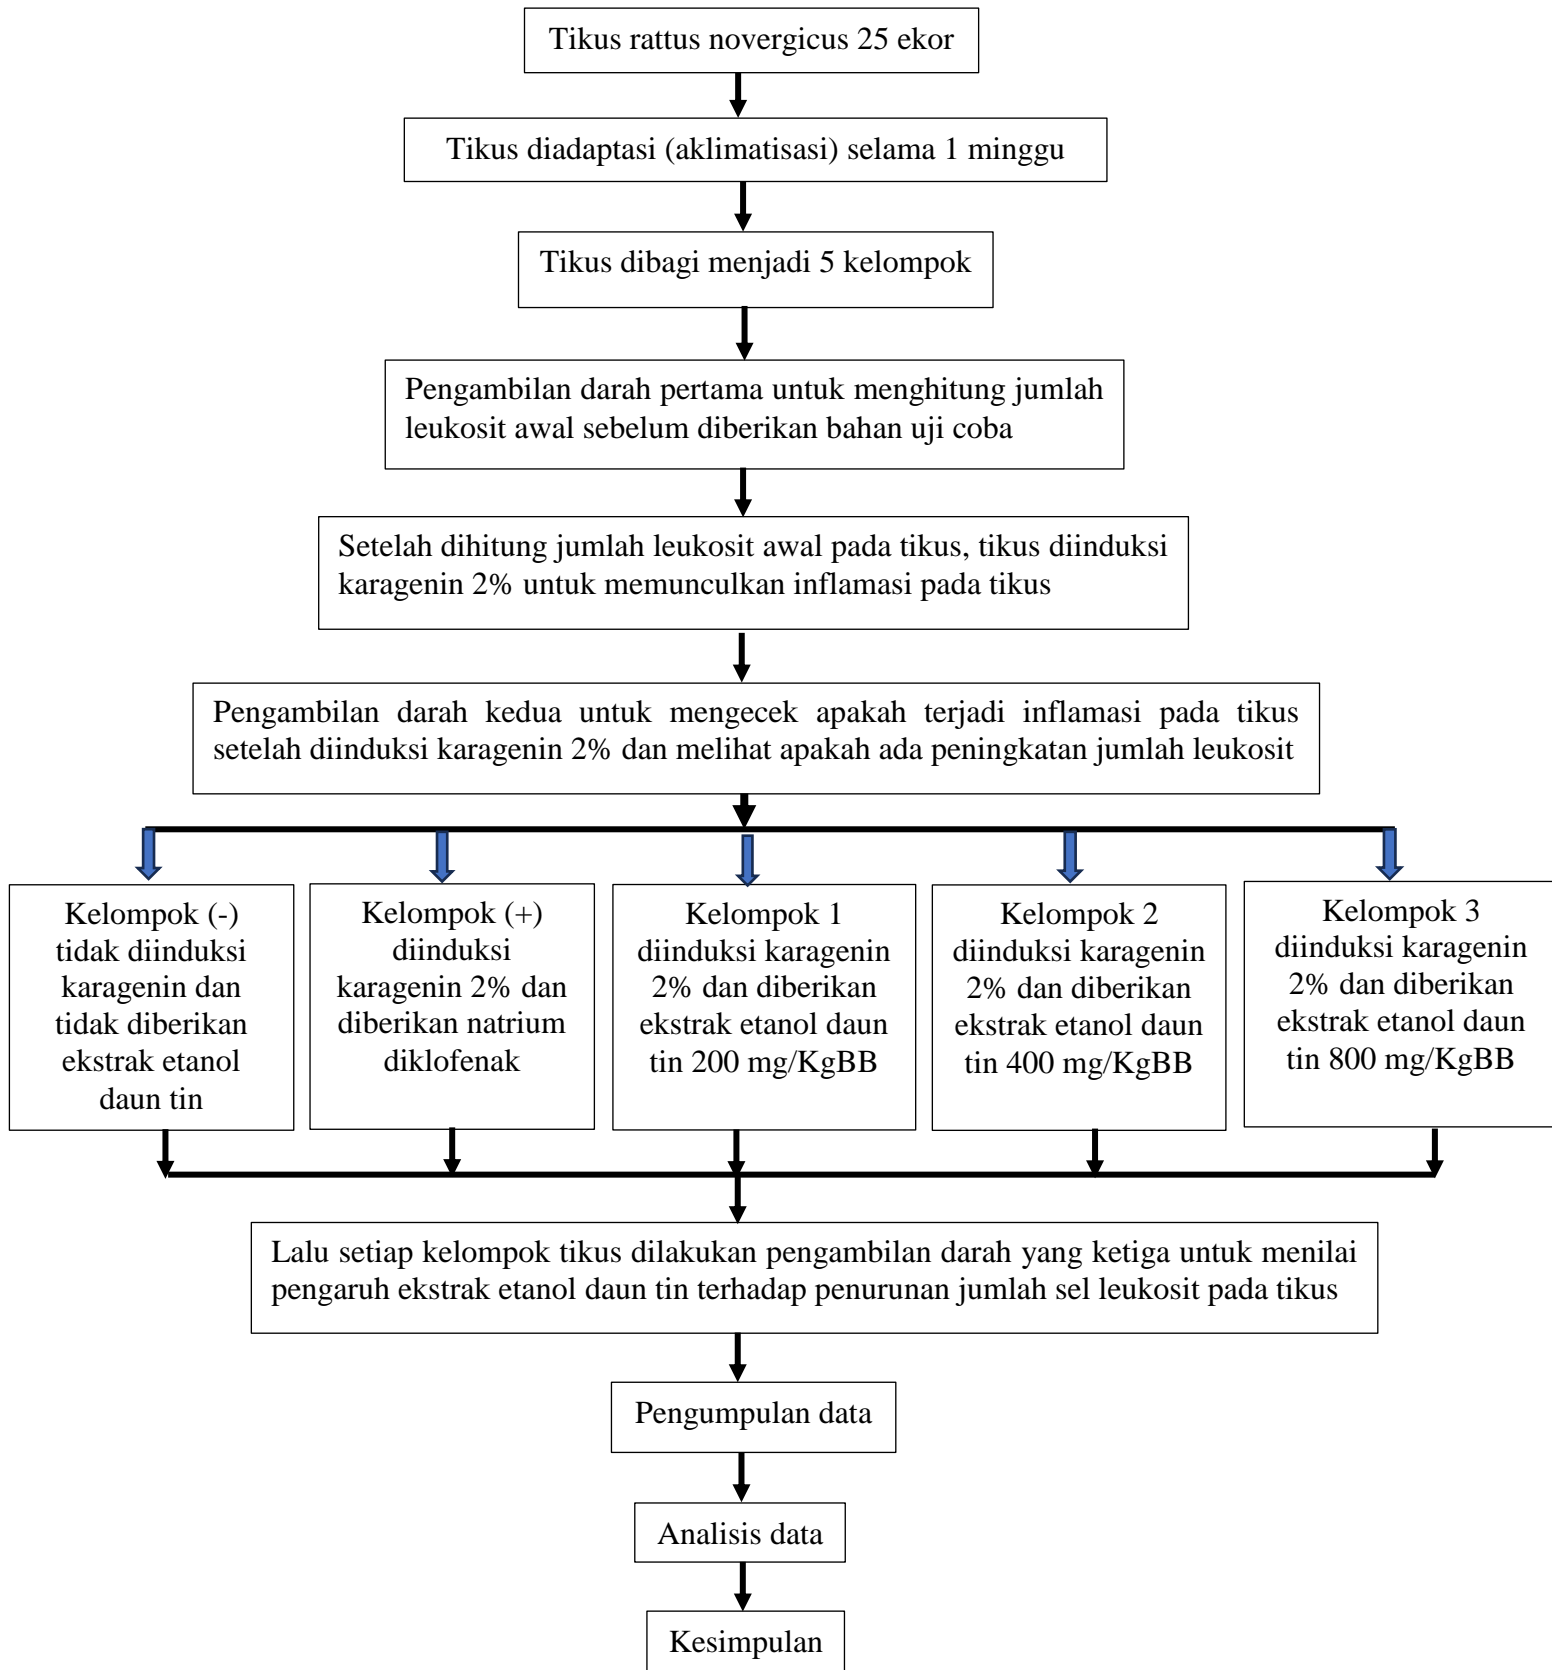 Tikus rattus novergicus 25 ekor
Tikus diadaptasi (aklimatisasi) selama 1 minggu
Tikus dibagi menjadi 5 kelompok
Pengambilan darah pertama untuk menghitung jumlah
leukosit awal sebelum diberikan bahan uji coba
Setelah dihitung jumlah leukosit awal pada tikus, tikus diinduksi
karagenin 2% untuk memunculkan inflamasi pada tikus
Pengambilan darah kedua untuk mengecek apakah terjadi inflamasi pada tikus
setelah diinduksi karagenin 2% dan melihat apakah ada peningkatan jumlah leukosit
Kelompok (-)
tidak diinduksi
karagenin dan
tidak diberikan
ekstrak etanol
daun tin
Kelompok (+)
diinduksi
karagenin 2% dan
diberikan natrium
diklofenak
Kelompok 1
diinduksi karagenin
2% dan diberikan
ekstrak etanol daun
tin 200 mg/KgBB
Kelompok 2
diinduksi karagenin
2% dan diberikan
ekstrak etanol daun
tin 400 mg/KgBB
Kelompok 3
diinduksi karagenin
2% dan diberikan
ekstrak etanol daun
tin 800 mg/KgBB
Lalu setiap kelompok tikus dilakukan pengambilan darah yang ketiga untuk menilai
pengaruh ekstrak etanol daun tin terhadap penurunan jumlah sel leukosit pada tikus
Pengumpulan data
Analisis data
Kesimpulan